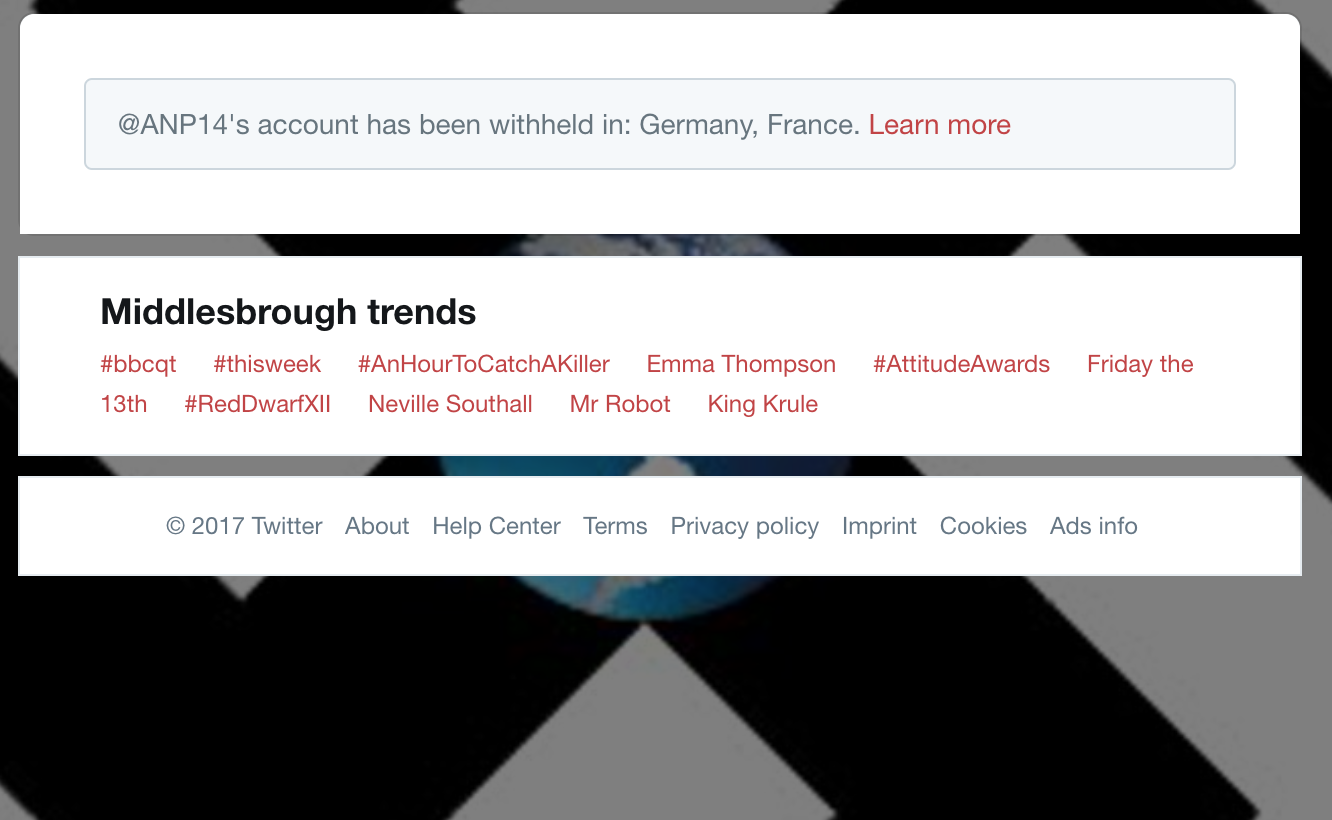 @ANP14's account has been withheld in: Germany, France. Learn more
Middlesbrough trends
#bbcqt #thisweek #AnHourToCatchAKiller Emma Thompson #AttitudeAwards Friday the
13th #RedDwarfXII Neville Southall Mr Robot King Krule
© 2017 Twitter About Help Center Terms Privacy policy Imprint Cookies Ads info